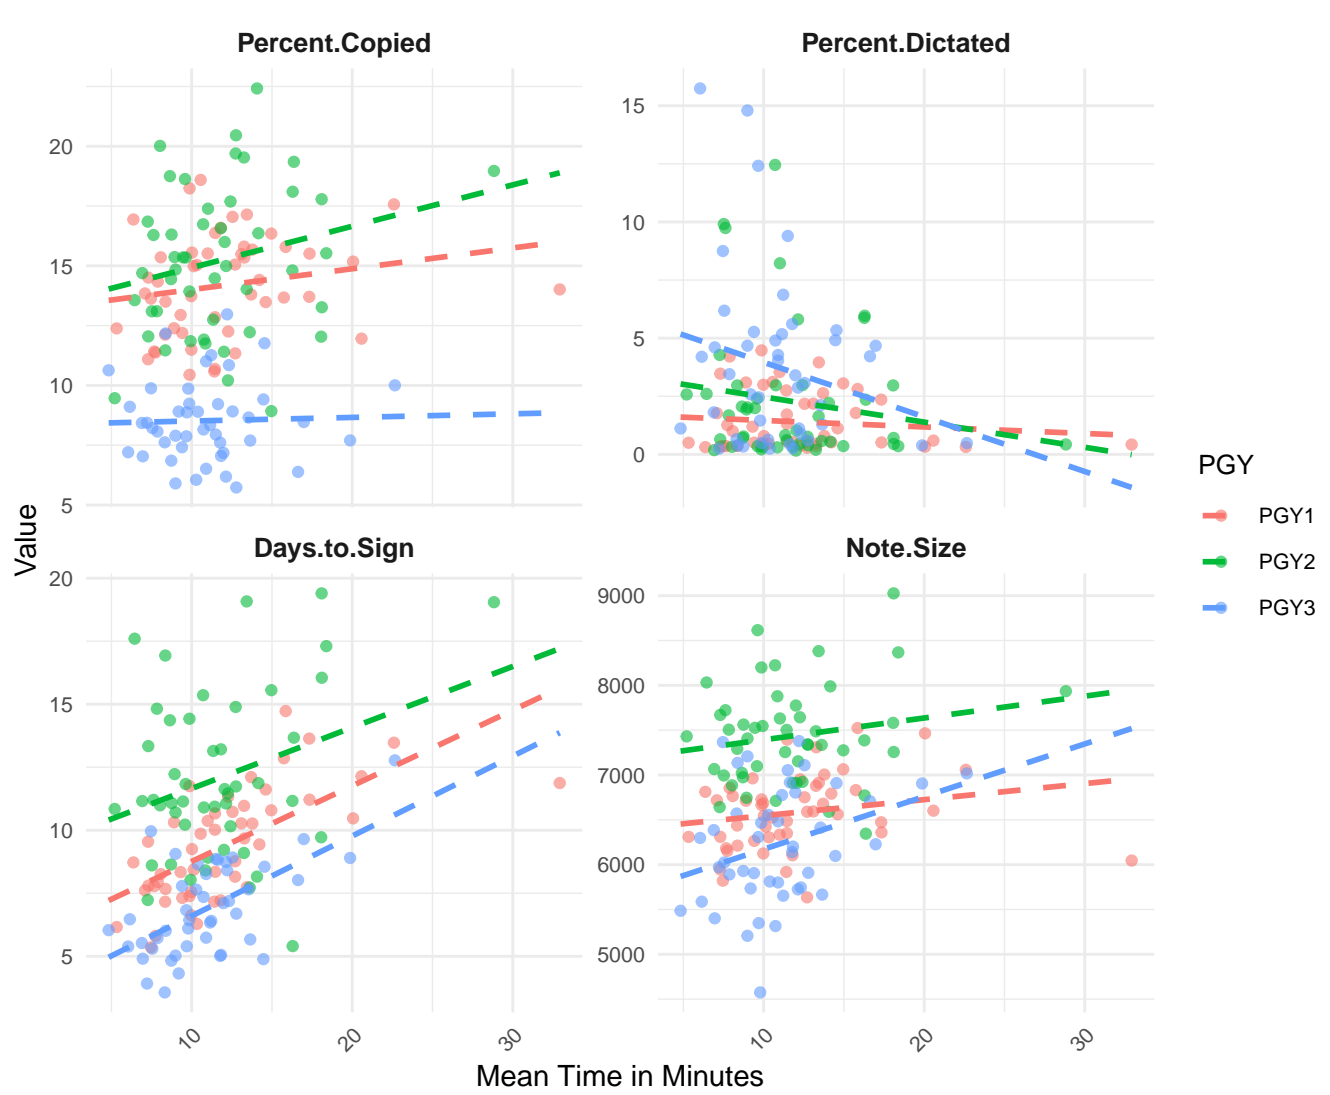 Percent.Copied
Percent.Dictated
20
15
10
5
15
10
5
0
Days.to.Sign
Note.Size
20
15
10
5
9000
8000
7000
6000
5000
10
20
30
10
20
30
Mean Time in Minutes
Value
PGY
PGY1
PGY2
PGY3